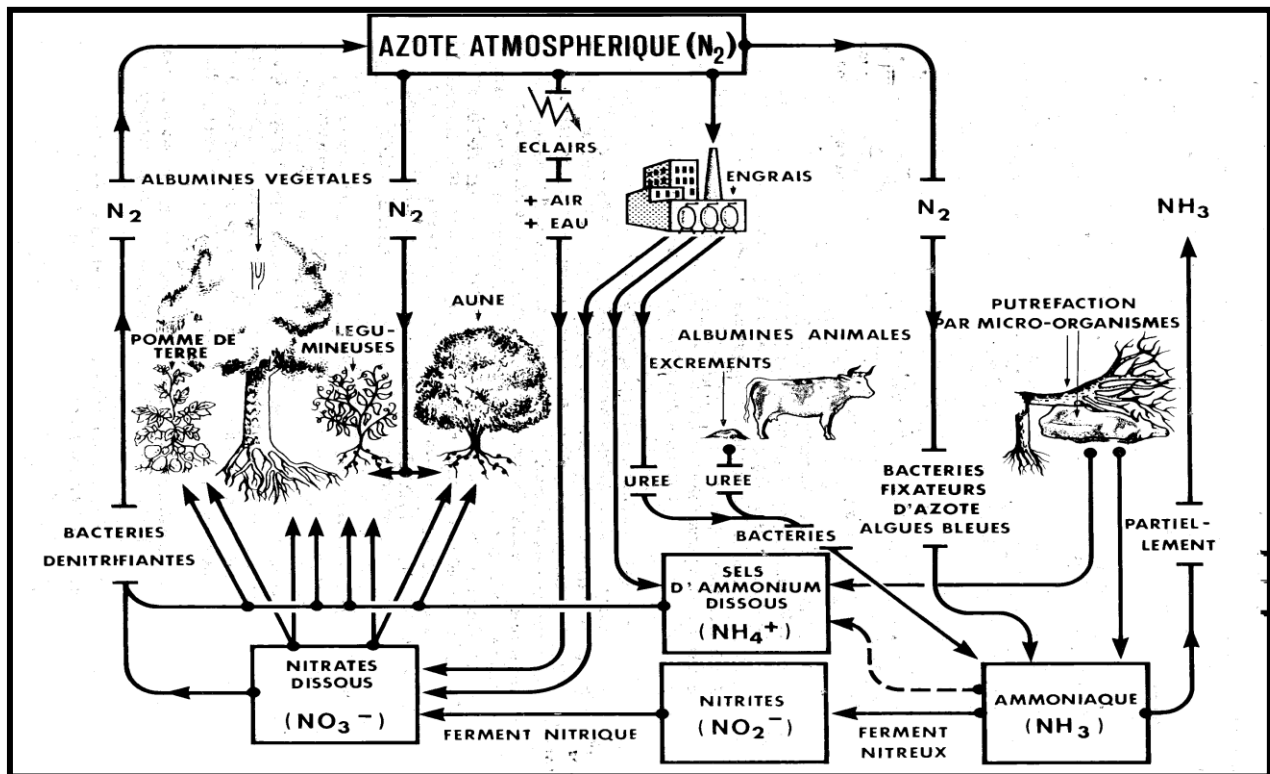 AZOTE ATMOSPHERIQUE (N2)
ECLAIRS
+ AIR
+ EAU
ENGRAIS
ALBUMINES VEGETALES
N2
N2
N2
NH3
POMME DE
TERRE
LEGU-
MINEUSES
AUNE
ALBUMINES ANIMALES
EXCREMENTS
PUTREFACTION
PAR MICRO-ORGANISMES
UREE
UREE
BACTERIES
FIXATEURS
D'AZOTE
ALGUES BLEUES
BACTERIES
DENITRIFIANTES
BACTERIES
PARTIEL-
LEMENT
SELS
D'AMMONIUM
DISSOUS
(NH4+)
NITRATES
DISSOUS
(NO3-)
FERMENT NITRIQUE
NITRITES
(NO2-)
FERMENT
NITREUX
AMMONIAQUE
(NH3)